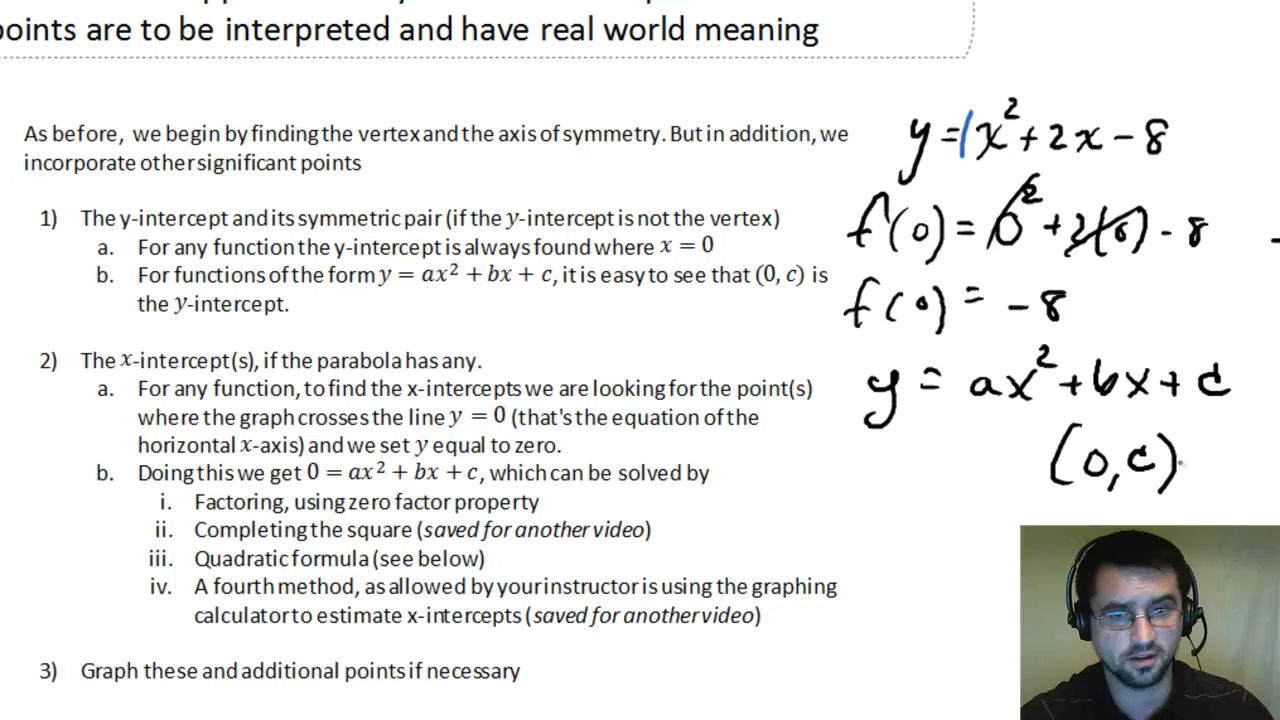 points are to be interpreted and have real world meaning
As before, we begin by finding the vertex and the axis of symmetry. But in addition, we
incorporate other significant points
1) The y-intercept and its symmetric pair (if the y-intercept is not the vertex)
a. For any function the y-intercept is always found where x = 0
b. For functions of the form y = ax² + bx + c, it is easy to see that (0, c) is
the y-intercept.
2) The x-intercept(s), if the parabola has any.
a. For any function, to find the x-intercepts we are looking for the point(s)
where the graph crosses the line y = 0 (that's the equation of the
horizontal x-axis) and we set y equal to zero.
b. Doing this we get 0 = ax² + bx + c, which can be solved by
i. Factoring, using zero factor property
ii. Completing the square (saved for another video)
iii. Quadratic formula (see below)
iv. A fourth method, as allowed by your instructor is using the graphing
calculator to estimate x-intercepts (saved for another video)
3) Graph these and additional points if necessary
y = 1x² + 2x - 8
f(0) = 0² + 2(0) - 8
f(0) = -8
y = ax² + bx + c
(0, c)